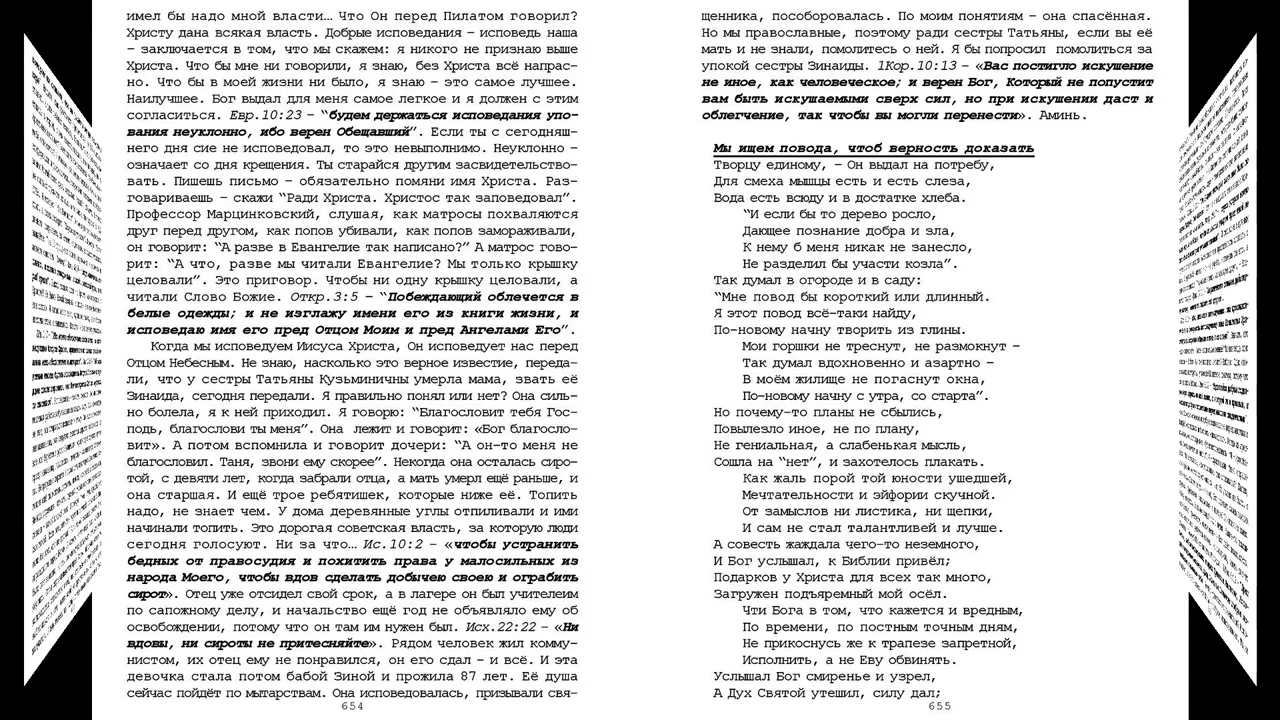 имел бы надо мной власти… Что Он перед Пилатом говорил?
Христу дана всякая власть. Добрые исповедания – исповедь наша
– заключается в том, что мы скажем: я никого не признаю выше
Христа. Что бы мне ни говорили, я знаю, без Христа всё напрас-
но. Что бы в моей жизни ни было, я знаю – это самое лучшее.
Наилучшее. Бог выдал для меня самое легкое и я должен с этим
согласиться. Евр.10:23 – “будем держаться исповедания упо-
вания неуклонно, ибо верен Обещавший”. Если ты с сегодняш-
него дня сие не исповедовал, то это невыполнимо. Неуклонно –
означает со дня крещения. Ты старайся другим засвидетельство-
вать. Пишешь письмо – обязательно помяни имя Христа. Раз-
говариваешь – скажи “Ради Христа. Христос так заповедовал”.
Профессор Марцинковский, слушая, как матросы похваляются
друг перед другом, как попов убивали, как попов замораживали,
он говорит: “А разве в Евангелие так написано?” А матрос гово-
рит: “А что, разве мы читали Евангелие? Мы только крышку
целовали”. Это приговор. Чтобы ни одну крышку целовали, а
читали Слово Божие. Откр.3:5 – “Побеждающий облечется в
белые одежды; и не изглажу имени его из книги жизни, и
исповедаю имя его пред Отцом Моим и пред Ангелами Его”.
Когда мы исповедуем Иисуса Христа, Он исповедует нас перед
Отцом Небесным. Не знаю, насколько это верное известие, переда-
ли, что у сестры Татьяны Кузьминичны умерла мама, звать её
Зинаида, сегодня передали. Я правильно понял или нет? Она силь-
но болела, я к ней приходил. Я говорю: “Благословит тебя Гос-
подь, благослови ты меня”. Она лежит и говорит: «Бог благосло-
вит». А потом вспомнила и говорит дочери: “А он-то меня не
благословил. Таня, звони ему скорее”. Некогда она осталась сиро-
той, с девяти лет, когда забрали отца, а мать умерл ещё раньше, и
она старшая. И ещё трое ребятишек, которые ниже её. Топить
надо, не знает чем. У дома деревянные углы отпиливали и ими
начинали топить. Это дорогая советская власть, за которую люди
сегодня голосуют. Ни за что… Ис.10:2 – «чтобы устранить
бедных от правосудия и похитить права у малосильных из
народа Моего, чтобы вдов сделать добычею своею и ограбить
сирот». Отец уже отсидел свой срок, а в лагере он был учителеим
по сапожному делу, и начальство ещё год не объявляло ему об
освобождении, потому что он там им нужен был. Исх.22:22 – «Ни
вдовы, ни сироты не притесняйте». Рядом человек жил комму-
нистом, их отец ему не понравился, он его сдал – и всё. И эта
девочка стала потом бабой Зиной и прожила 87 лет. Её душа
сейчас пойдёт по мытарствам. Она исповедовалась, призывали свя-
654
щенника, пособоровалась. По моим понятиям – она спасённая.
Но мы православные, поэтому ради сестры Татьяны, если вы её
мать и не знали, помолитесь о ней. Я бы попросил помолиться за
упокой сестры Зинаиды. 1Кор.10:13 – «Вас постигло искушение
не иное, как человеческое; и верен Бог, Который не попустит
вам быть искушаемыми сверх сил, но при искушении даст и
облегчение, так чтобы вы могли перенести». Аминь.
Мы ищем повода, чтоб верность доказать
Творцу единому, – Он выдал на потребу,
Для смеха мышцы есть и есть слеза,
Вода есть всюду и в достатке хлеба.
“И если бы то дерево росло,
Дающее познание добра и зла,
К нему б меня никак не занесло,
Не разделил бы участи козла”.
Так думал в огороде и в саду:
“Мне повод бы короткий или длинный.
Я этот повод всё-таки найду,
По-новому начну творить из глины.
Мои горшки не треснут, не размокнут –
Так думал вдохновенно и азартно –
В моём жилище не погаснут окна,
По-новому начну с утра, со старта”.
Но почему-то планы не сбылись,
Повылезло иное, не по плану,
Не гениальная, а слабенькая мысль,
Сошла на “нет”, и захотелось плакать.
Как жаль порой той юности ушедшей,
Мечтательности и эйфории скучной.
От замыслов ни листика, ни щепки,
И сам не стал талантливей и лучше.
А совесть жаждала чего-то неземного,
И Бог услышал, к Библии привёл;
Подарков у Христа для всех так много,
Загружен подъяремный мой осёл.
Чти Бога в том, что кажется и вредным,
По времени, по постным точным дням,
Не прикоснусь же к трапезе запретной,
Исполнить, а не Еву обвинять.
Услышал Бог смиренье и узрел,
А Дух Святой утешил, силу дал;
655